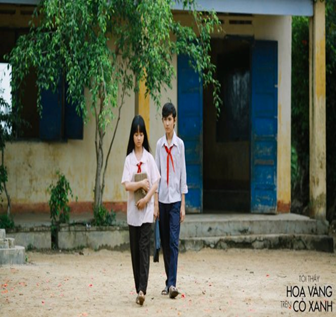 TÔI THẤY
HOA VÀNG
TRÊN CỎ XANH